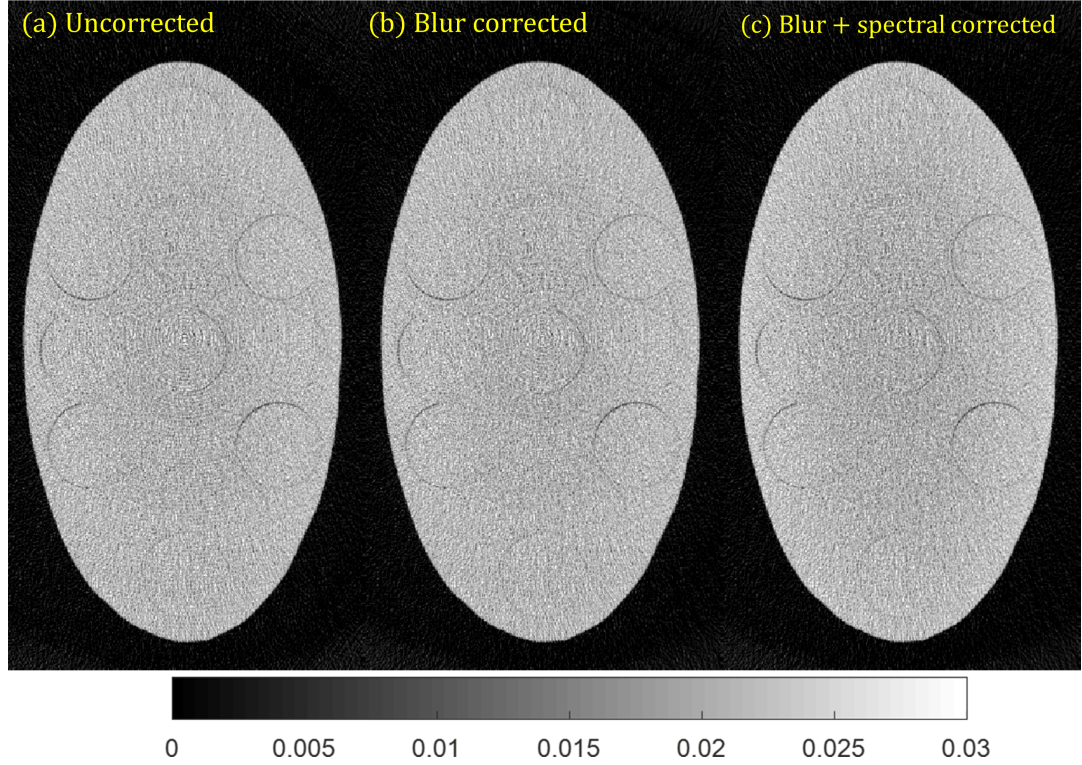 (a) Uncorrected
(b) Blur corrected
(c) Blur + spectral corrected
0 0.005 0.01 0.015 0.02 0.025 0.03